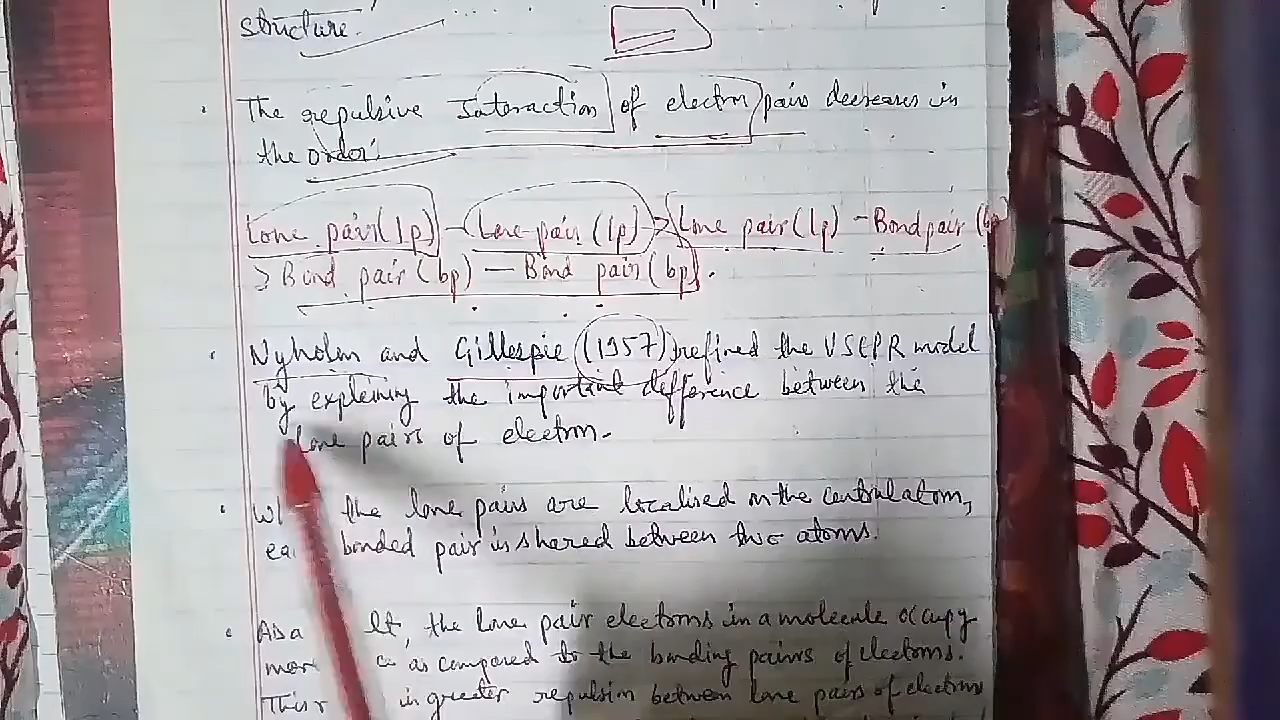 structure.
The repulsive Interaction of electron pairs decreases in
the order:
Lone pair(lp) – Lone pair (lp) > Lone pair (lp) – Bond pair (bp)
> Bond pair (bp) — Bond pair (bp).
Nyholm and Gillespie (1957) refined the VSEPR model
by explaining the important difference between the
lone pairs of electron.
the lone pairs are localised on the central atom,
bonded pair is shared between two atoms.
As a the lone pair electrons in a molecule occupy
as compared to the bonding pairs of electrons.
in greater repulsion between lone pairs of electron